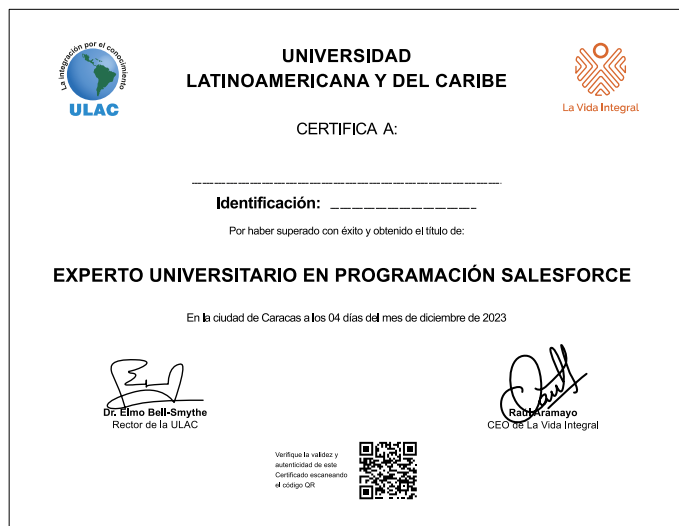 La integración por el conocimiento
ULAC
UNIVERSIDAD
LATINOAMERICANA Y DEL CARIBE
La Vida Integral
CERTIFICA A:
Identificación:
Por haber superado con éxito y obtenido el título de:
EXPERTO UNIVERSITARIO EN PROGRAMACIÓN SALESFORCE
En la ciudad de Caracas a los 04 días del mes de diciembre de 2023
Dr. Elmo Bell-Smythe
Rector de la ULAC
Raúl Aramayo
CEO de La Vida Integral
Verifique la validez y
autenticidad de este
Certificado escaneando
el código QR